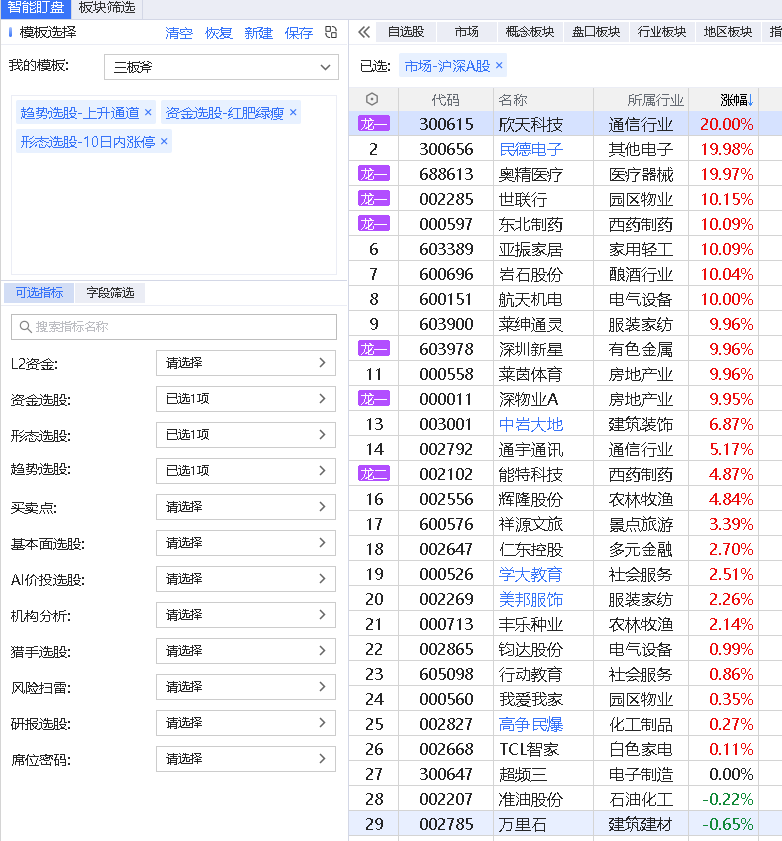 智能盯盘 板块筛选
模板选择 清空 恢复 新建 保存
我的模板: 三板斧
趋势选股-上升通道 × 资金选股-红肥绿瘦 ×
形态选股-10日内涨停 ×
可选指标 字段筛选
搜索指标名称
L2资金: 请选择
资金选股: 已选1项
形态选股: 已选1项
趋势选股: 已选1项
买卖点: 请选择
基本面选股: 请选择
AI价投选股: 请选择
机构分析: 请选择
猎手选股: 请选择
风险扫雷: 请选择
研报选股: 请选择
席位密码: 请选择
自选股 市场 概念板块 盘口板块 行业板块 地区板块 指
已选: 市场-沪深A股 ×
代码 名称 所属行业 涨幅↓
龙一 300615 欣天科技 通信行业 20.00%
2 300656 民德电子 其他电子 19.98%
龙一 688613 奥精医疗 医疗器械 19.97%
龙一 002285 世联行 园区物业 10.15%
龙一 000597 东北制药 西药制药 10.09%
6 603389 亚振家居 家用轻工 10.09%
7 600696 岩石股份 酿酒行业 10.04%
8 600151 航天机电 电气设备 10.00%
9 603900 莱绅通灵 服装家纺 9.96%
龙一 603978 深圳新星 有色金属 9.96%
11 000558 莱茵体育 房地产业 9.96%
龙一 000011 深物业A 房地产业 9.95%
13 003001 中岩大地 建筑装饰 6.87%
14 002792 通宇通讯 通信行业 5.17%
龙二 002102 能特科技 西药制药 4.87%
16 002556 辉隆股份 农林牧渔 4.84%
17 600576 祥源文旅 景点旅游 3.39%
18 002647 仁东控股 多元金融 2.70%
19 000526 学大教育 社会服务 2.51%
20 002269 美邦服饰 服装家纺 2.26%
21 000713 丰乐种业 农林牧渔 2.14%
22 002865 钧达股份 电气设备 0.99%
23 605098 行动教育 社会服务 0.86%
24 000560 我爱我家 园区物业 0.35%
25 002827 高争民爆 化工制品 0.27%
26 002668 TCL智家 白色家电 0.11%
27 300647 超频三 电子制造 0.00%
28 002207 准油股份 石油化工 -0.22%
29 002785 万里石 建筑建材 -0.65%